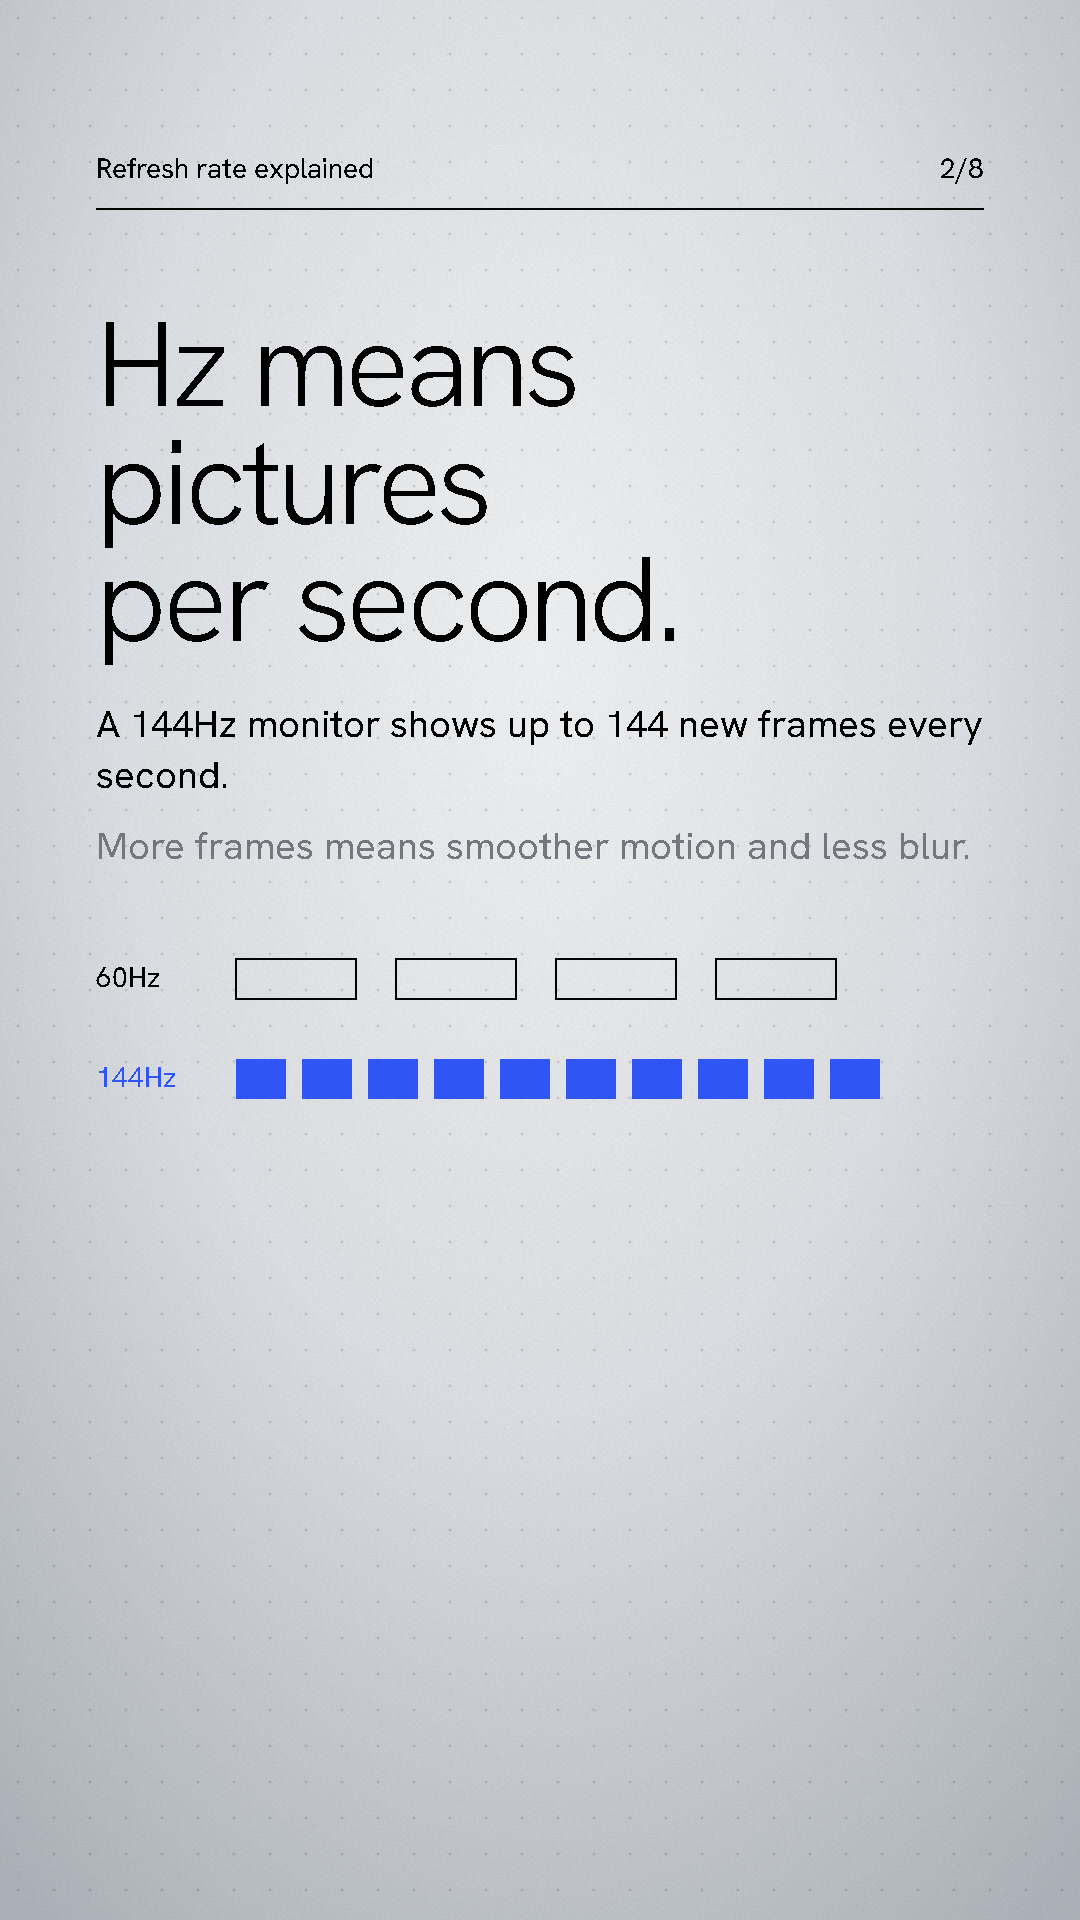 Refresh rate explained
2/8
Hz means
pictures
per second.
A 144Hz monitor shows up to 144 new frames every
second.
More frames means smoother motion and less blur.
60Hz
144Hz